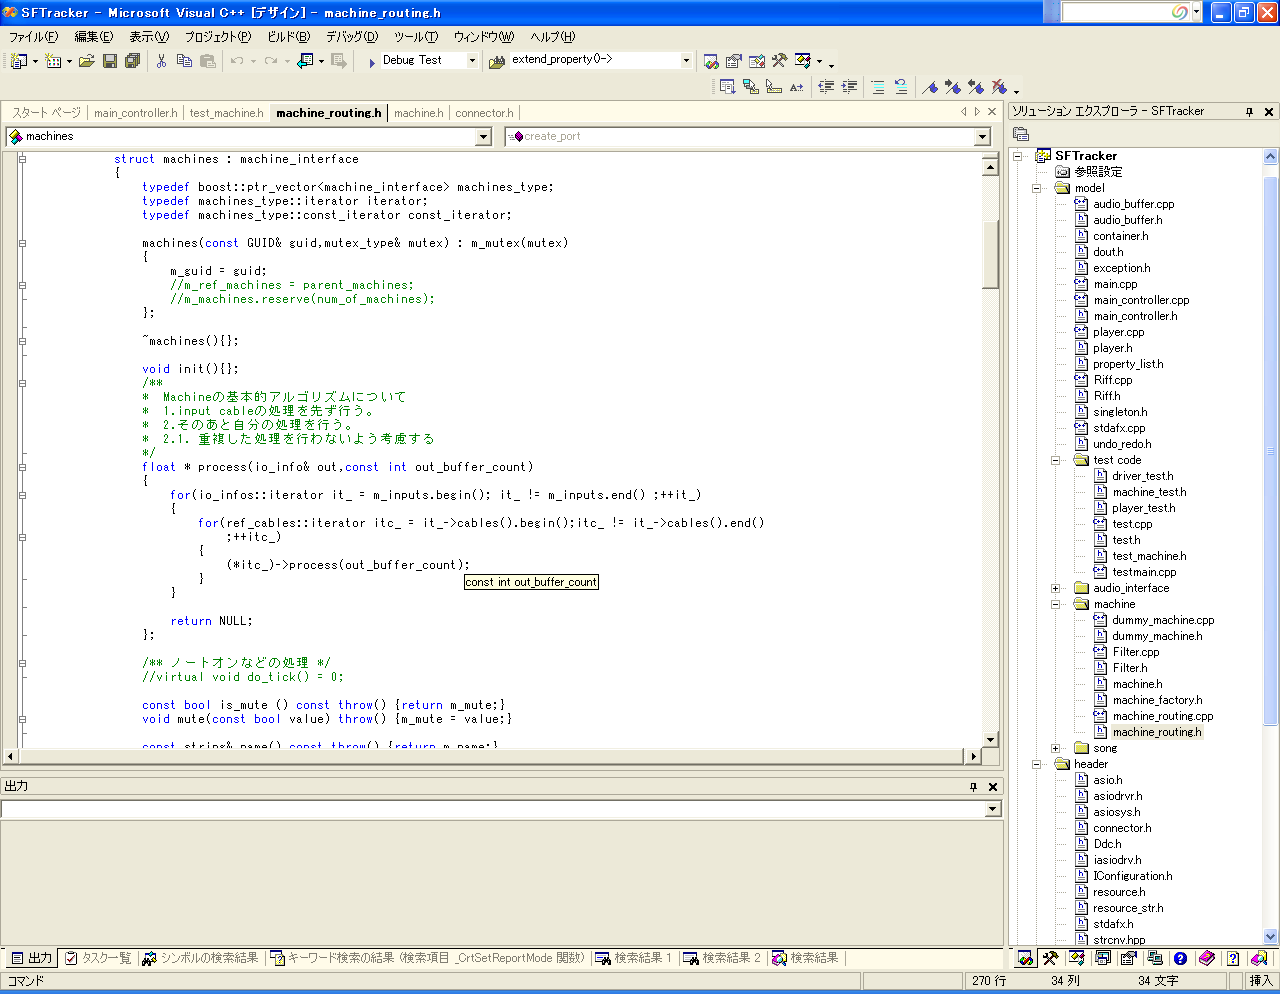 SFTracker - Microsoft Visual C++ [デザイン] - machine_routing.h
ファイル(F) 編集(E) 表示(V) プロジェクト(P) ビルド(B) デバッグ(D) ツール(T) ウィンドウ(W) ヘルプ(H)
Debug Test extend_property()->
スタート ページ main_controller.h test_machine.h machine_routing.h machine.h connector.h
machines create_port
struct machines : machine_interface
{
typedef boost::ptr_vector<machine_interface> machines_type;
typedef machines_type::iterator iterator;
typedef machines_type::const_iterator const_iterator;
machines(const GUID& guid,mutex_type& mutex) : m_mutex(mutex)
{
m_guid = guid;
//m_ref_machines = parent_machines;
//m_machines.reserve(num_of_machines);
};
~machines(){};
void init(){};
/**
* Machineの基本的アルゴリズムについて
* 1.input cableの処理を先ず行う。
* 2.そのあと自分の処理を行う。
* 2.1. 重複した処理を行わないよう考慮する
*/
float * process(io_info& out,const int out_buffer_count)
{
for(io_infos::iterator it_ = m_inputs.begin(); it_ != m_inputs.end() ;++it_)
{
for(ref_cables::iterator itc_ = it_->cables().begin();itc_ != it_->cables().end()
;++itc_)
{
(*itc_)->process(out_buffer_count);
}
const int out_buffer_count
}
return NULL;
};
/** ノートオンなどの処理 */
//virtual void do_tick() = 0;
const bool is_mute () const throw() {return m_mute;}
void mute(const bool value) throw() {m_mute = value;}
const string& name() const throw() {return m_name;}
出力
出力 タスク一覧 シンボルの検索結果 キーワード検索の結果 (検索項目 _CrtSetReportMode 関数) 検索結果 1 検索結果 2 検索結果
コマンド 270 行 34 列 34 文字 挿入
ソリューション エクスプローラ - SFTracker
SFTracker
参照設定
model
audio_buffer.cpp
audio_buffer.h
container.h
dout.h
exception.h
main.cpp
main_controller.cpp
main_controller.h
player.cpp
player.h
property_list.h
Riff.cpp
Riff.h
singleton.h
stdafx.cpp
undo_redo.h
test code
driver_test.h
machine_test.h
player_test.h
test.cpp
test.h
test_machine.h
testmain.cpp
audio_interface
machine
dummy_machine.cpp
dummy_machine.h
Filter.cpp
Filter.h
machine.h
machine_factory.h
machine_routing.cpp
machine_routing.h
song
header
asio.h
asiodrvr.h
asiosys.h
connector.h
Ddc.h
iasiodrv.h
IConfiguration.h
resource.h
resource_str.h
stdafx.h
strcnv.hpp